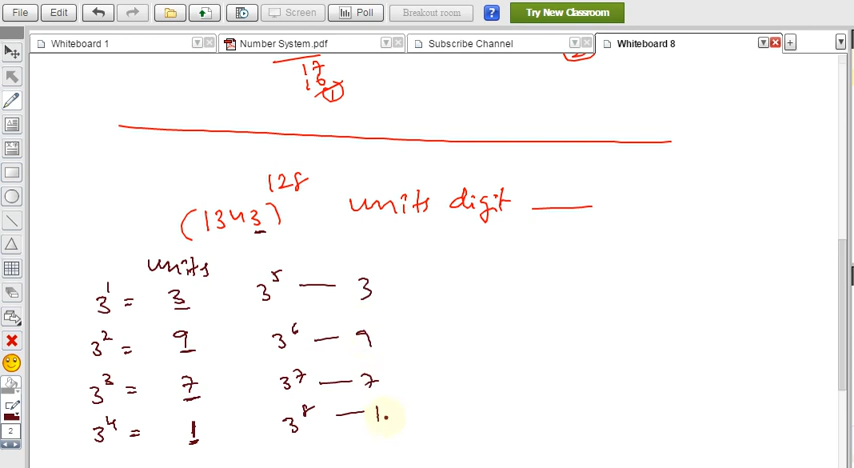 File Edit Screen Poll Breakout room ? Try New Classroom
Whiteboard 1 Number System.pdf Subscribe Channel Whiteboard 8
17
16
1
(1343)^128 units digit ___
units
3^1 = 3 3^5 — 3
3^2 = 9 3^6 — 9
3^3 = 7 3^7 — 7
3^4 = 1 3^8 — 1.
2